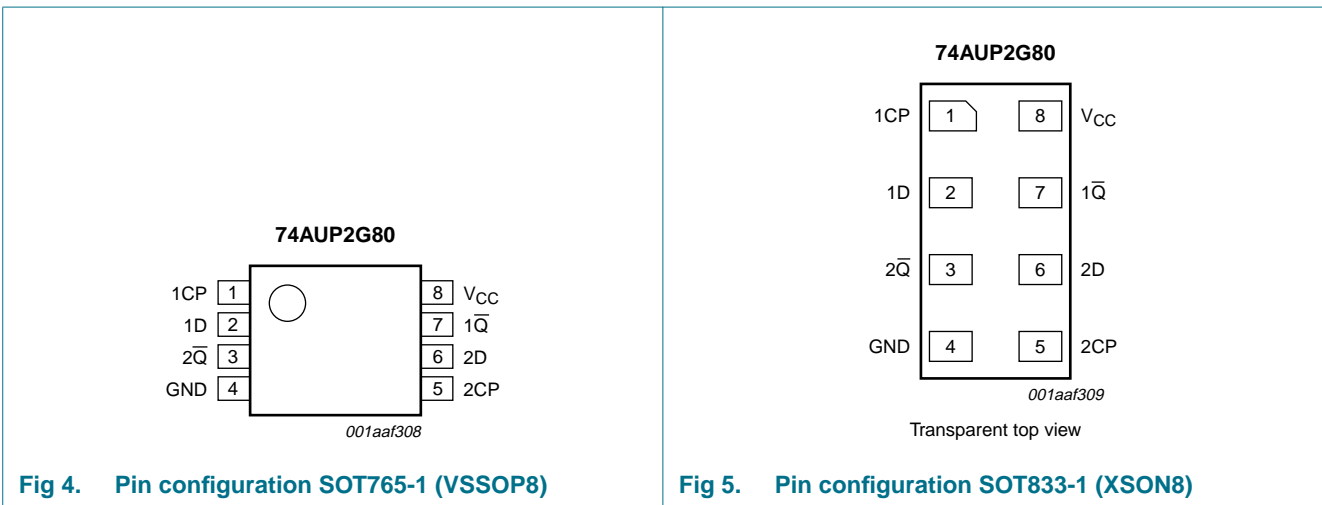 74AUP2G80
1CP 1 8 VCC
1D 2 7 1Q̅
2Q̅ 3 6 2D
GND 4 5 2CP
001aaf308
Fig 4. Pin configuration SOT765-1 (VSSOP8)
74AUP2G80
1CP 1 8 VCC
1D 2 7 1Q̅
2Q̅ 3 6 2D
GND 4 5 2CP
001aaf309
Transparent top view
Fig 5. Pin configuration SOT833-1 (XSON8)